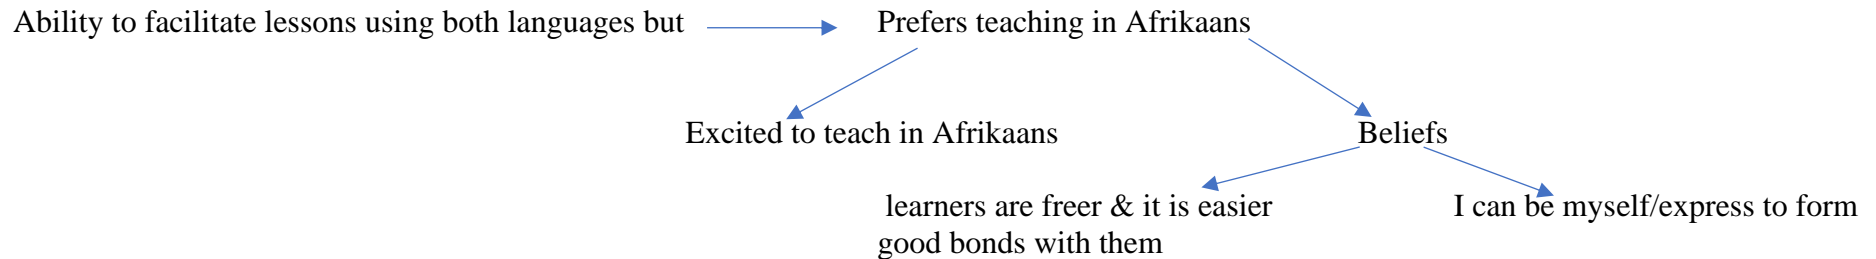 Ability to facilitate lessons using both languages but
Prefers teaching in Afrikaans
Excited to teach in Afrikaans
Beliefs
learners are freer & it is easier
good bonds with them
I can be myself/express to form